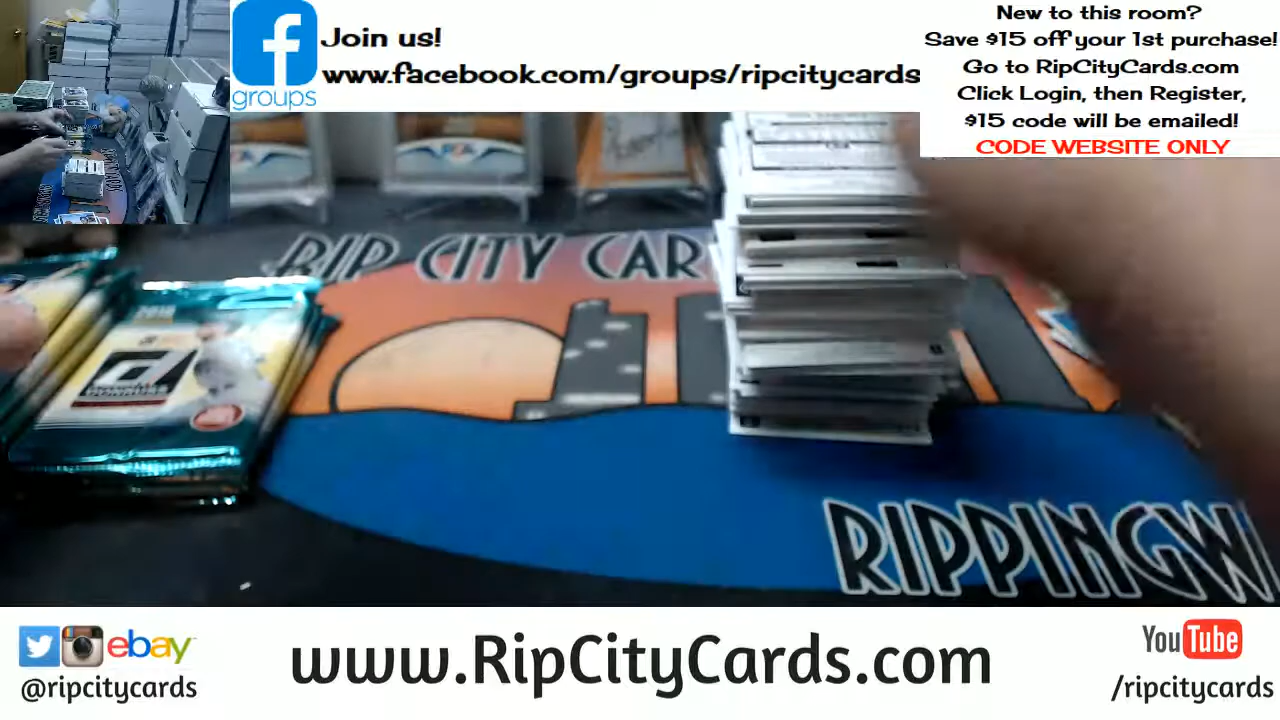 Join us!
www.facebook.com/groups/ripcitycards
groups
New to this room?
Save $15 off your 1st purchase!
Go to RipCityCards.com
Click Login, then Register,
$15 code will be emailed!
CODE WEBSITE ONLY
RIP CITY CAR
DONRUSS
RIPPINGW
ebay
@ripcitycards
www.RipCityCards.com
YouTube
/ripcitycards